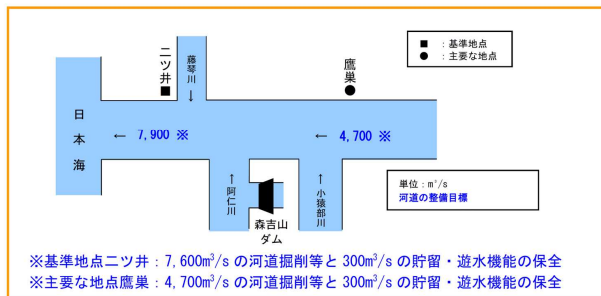 ■：基準地点
●：主要な地点
二ツ井
■
藤琴川
↓
鷹巣
●
日本海
← 7,900 ※
← 4,700 ※
↑
阿仁川
森吉山
ダム
↑
小猿部川
単位：m³/s
河道の整備目標
※基準地点二ツ井：7,600m³/s の河道掘削等と 300m³/s の貯留・遊水機能の保全
※主要な地点鷹巣：4,700m³/s の河道掘削等と 300m³/s の貯留・遊水機能の保全